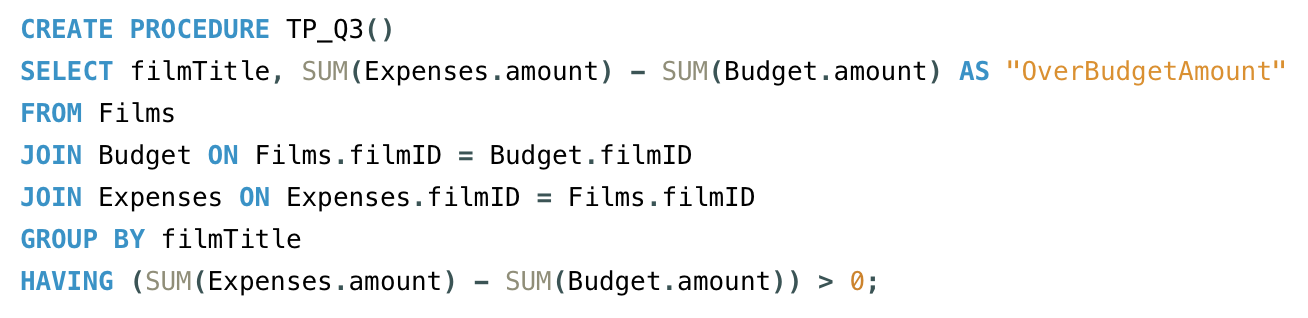 CREATE PROCEDURE TP_Q3()
SELECT filmTitle, SUM(Expenses.amount) - SUM(Budget.amount) AS "OverBudgetAmount"
FROM Films
JOIN Budget ON Films.filmID = Budget.filmID
JOIN Expenses ON Expenses.filmID = Films.filmID
GROUP BY filmTitle
HAVING (SUM(Expenses.amount) - SUM(Budget.amount)) > 0;